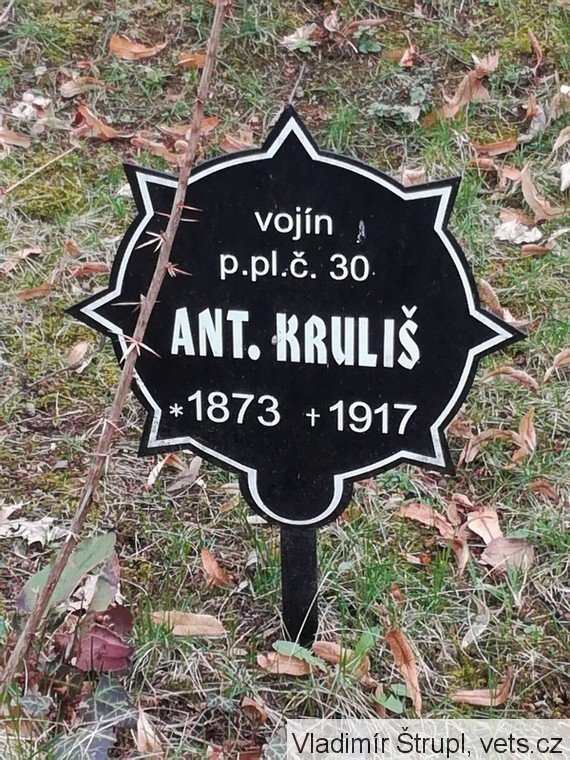 vojín
p.pl.č. 30
ANT. KRULIŠ
*1873 +1917
Vladimír Štrupl, vets.cz